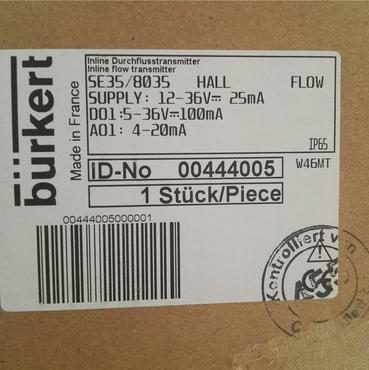 bürkert
Made in France
Inline Durchflusstransmitter
Inline flow transmitter
SE35/8035 HALL FLOW
SUPPLY: 12-36V⎓ 25mA
DO1:5-36V⎓100mA
AO1: 4-20mA
IP65
ID-No 00444005
W46MT
1 Stück/Piece
00444005000001
Kontrolliert von